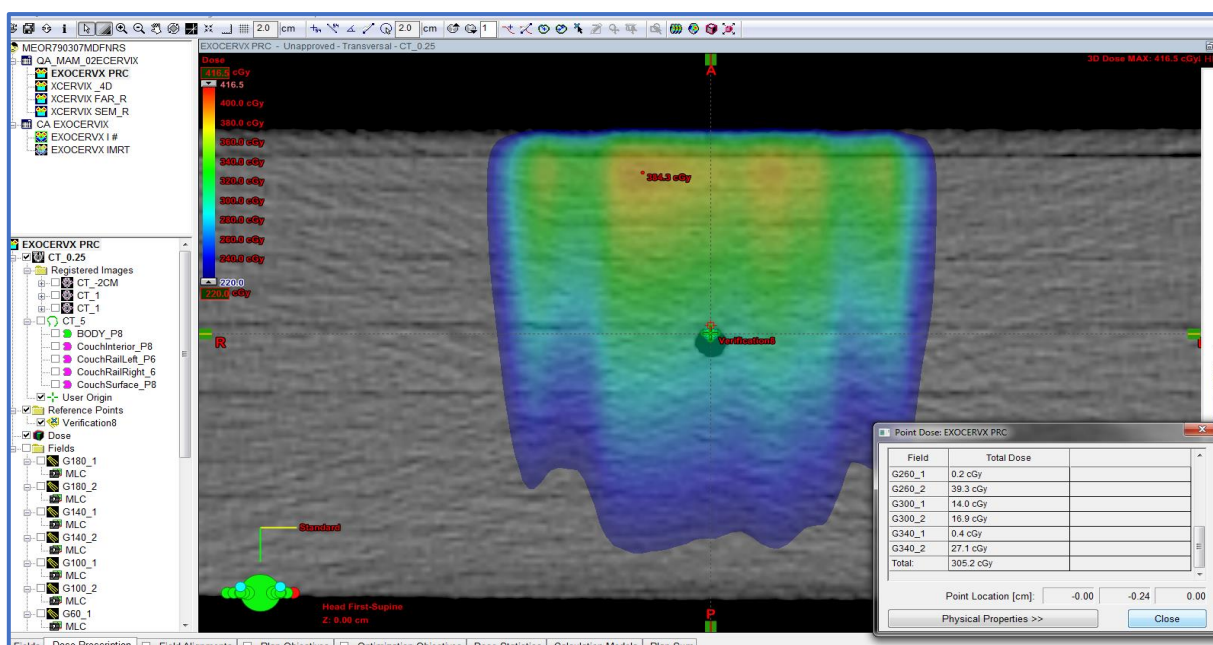 2.0 cm
2.0 cm
1
MEOR790307MDFNRS
QA_MAM_02ECERVIX
EXOCERVX PRC
XCERVIX _4D
XCERVIX FAR_R
XCERVIX SEM_R
CA EXOCERVIX
EXOCERVX I #
EXOCERVX IMRT
EXOCERVX PRC
CT_0.25
Registered Images
CT_-2CM
CT_1
CT_1
CT_5
BODY_P8
CouchInterior_P8
CouchRailLeft_P6
CouchRailRight_6
CouchSurface_P8
User Origin
Reference Points
Verification8
Dose
Fields
G180_1
MLC
G180_2
MLC
G140_1
MLC
G140_2
MLC
G100_1
MLC
G100_2
MLC
G60_1
MLC
EXOCERVX PRC - Unapproved - Transversal - CT_0.25
Dose
416.5 cGy
416.5
400.0 cGy
380.0 cGy
360.0 cGy
340.0 cGy
320.0 cGy
300.0 cGy
280.0 cGy
260.0 cGy
240.0 cGy
220.0
220.0 cGy
A
3D Dose MAX: 416.5 cGy
384.3 cGy
R
Verification8
Standard
Head First-Supine
Z: 0.00 cm
P
Point Dose: EXOCERVX PRC
Field Total Dose
G260_1 0.2 cGy
G260_2 39.3 cGy
G300_1 14.0 cGy
G300_2 16.9 cGy
G340_1 0.4 cGy
G340_2 27.1 cGy
Total: 305.2 cGy
Point Location [cm]: -0.00 -0.24 0.00
Physical Properties >> Close
Fields Dose Prescription Field Alignments Plan Objectives Optimization Objectives Dose Statistics Calculation Models Plan Sum